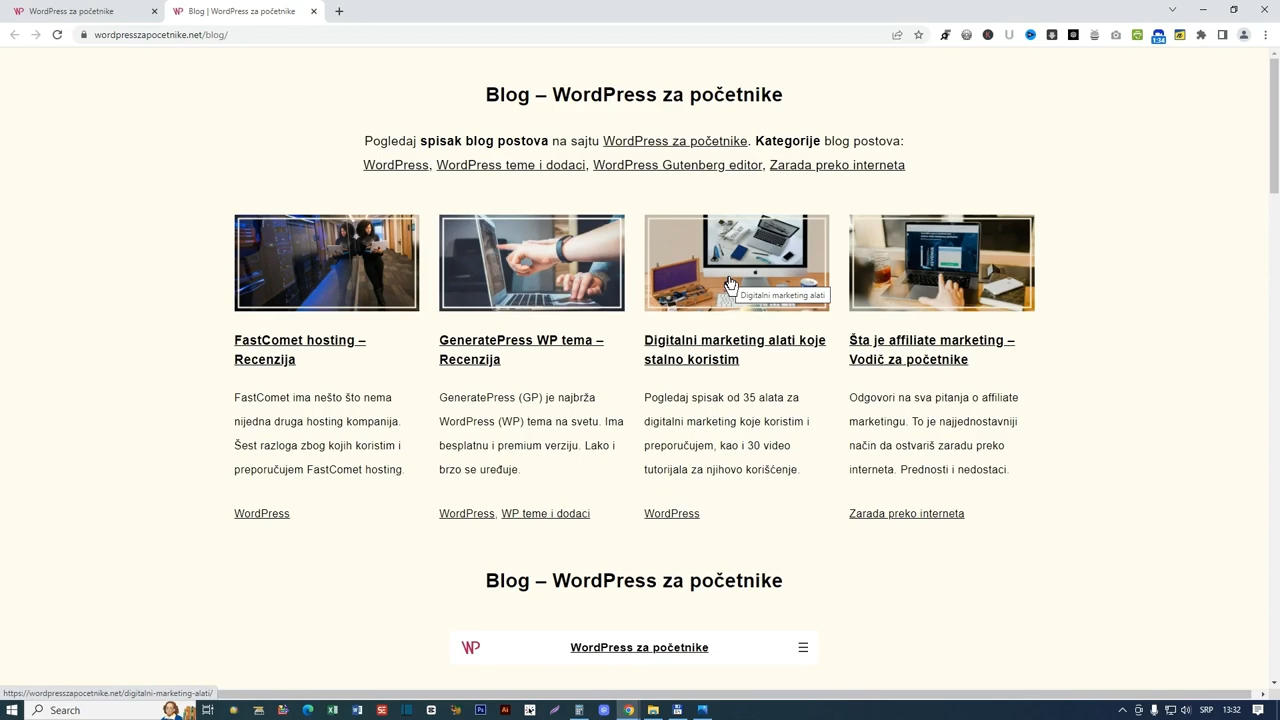 WordPress za početnike
Blog | WordPress za početnike
wordpresszapocetnike.net/blog/
1:34
Blog – WordPress za početnike
Pogledaj spisak blog postova na sajtu WordPress za početnike. Kategorije blog postova:
WordPress, WordPress teme i dodaci, WordPress Gutenberg editor, Zarada preko interneta
Digitalni marketing alati
FastComet hosting –
Recenzija
GeneratePress WP tema –
Recenzija
Digitalni marketing alati koje
stalno koristim
Šta je affiliate marketing –
Vodič za početnike
FastComet ima nešto što nema
nijedna druga hosting kompanija.
Šest razloga zbog kojih koristim i
preporučujem FastComet hosting.
GeneratePress (GP) je najbrža
WordPress (WP) tema na svetu. Ima
besplatnu i premium verziju. Lako i
brzo se uređuje.
Pogledaj spisak od 35 alata za
digitalni marketing koje koristim i
preporučujem, kao i 30 video
tutorijala za njihovo korišćenje.
Odgovori na sva pitanja o affiliate
marketingu. To je najjednostavniji
način da ostvariš zaradu preko
interneta. Prednosti i nedostaci.
WordPress
WordPress, WP teme i dodaci
WordPress
Zarada preko interneta
Blog – WordPress za početnike
WP
WordPress za početnike
https://wordpresszapocetnike.net/digitalni-marketing-alati/
Search
SRP
13:32